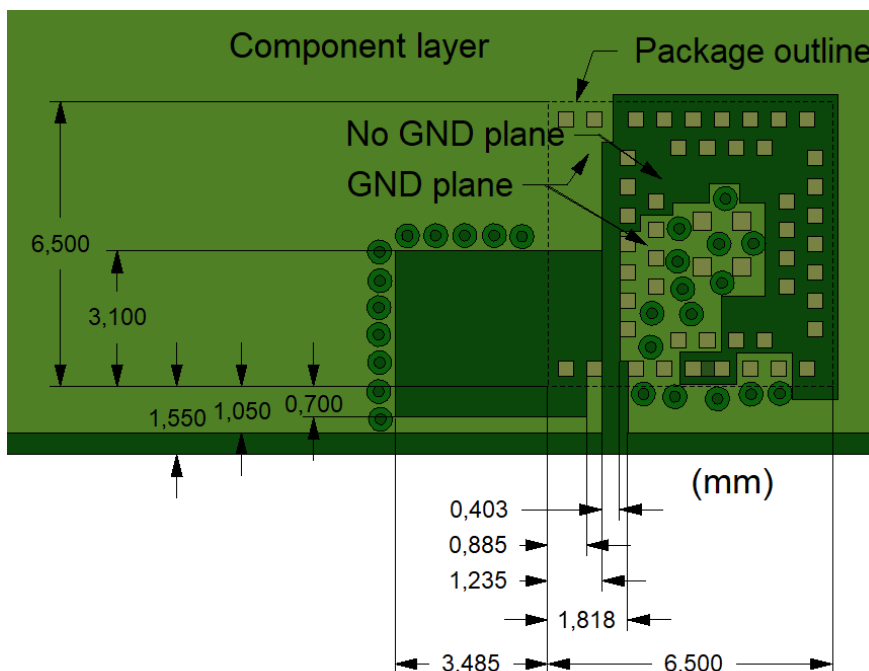 Component layer
Package outline
No GND plane
GND plane
6,500
3,100
1,550
1,050
0,700
(mm)
0,403
0,885
1,235
1,818
3,485
6,500